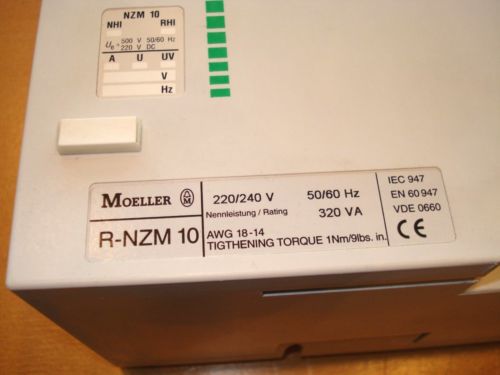 NZM 10
NHI RHI
Ue = 500 V 50/60 Hz
220 V DC
A U UV
V
Hz
MOELLER
R-NZM 10
220/240 V 50/60 Hz
Nennleistung / Rating 320 VA
AWG 18-14
TIGTHENING TORQUE 1Nm/9lbs. in.
IEC 947
EN 60947
VDE 0660
CE